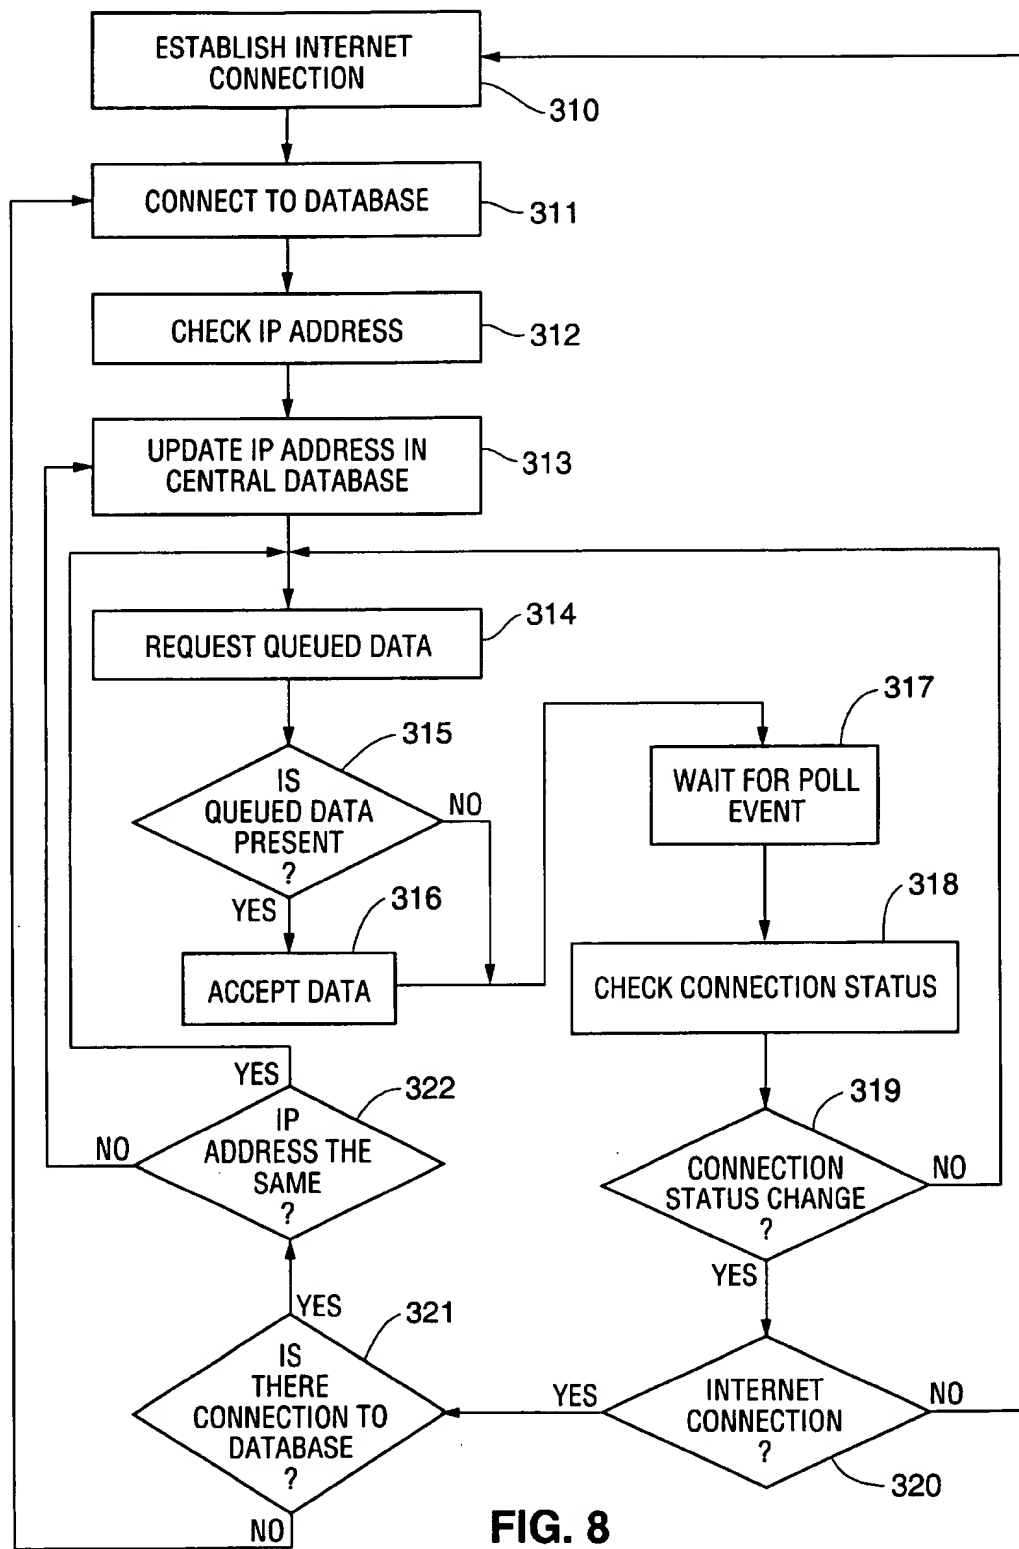 ESTABLISH INTERNET
CONNECTION
310
CONNECT TO DATABASE
311
CHECK IP ADDRESS
312
UPDATE IP ADDRESS IN
CENTRAL DATABASE
313
REQUEST QUEUED DATA
314
315
IS
QUEUED DATA
PRESENT
?
NO
YES
316
ACCEPT DATA
317
WAIT FOR POLL
EVENT
318
CHECK CONNECTION STATUS
319
CONNECTION
STATUS CHANGE
?
NO
YES
INTERNET
CONNECTION
?
NO
YES
320
321
IS
THERE
CONNECTION TO
DATABASE
?
YES
NO
322
IP
ADDRESS THE
SAME
?
YES
NO
FIG. 8